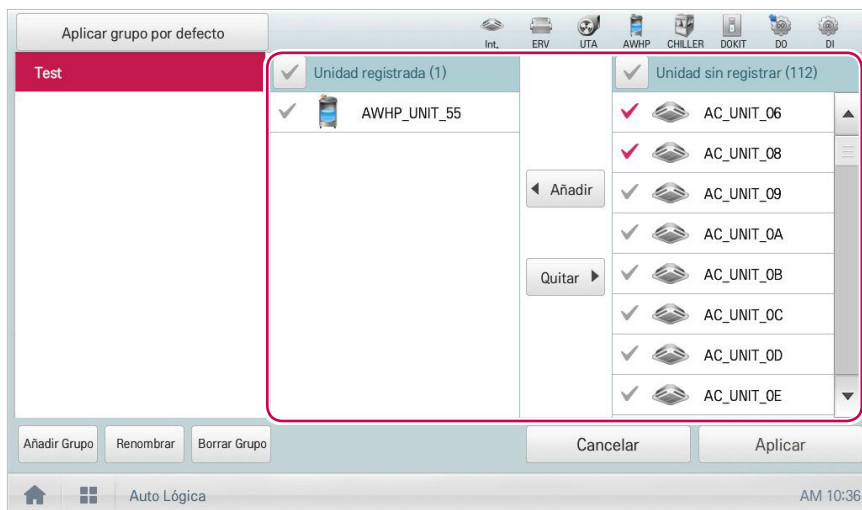 Aplicar grupo por defecto
Int.
ERV
UTA
AWHP
CHILLER
DOKIT
DO
DI
Test
Unidad registrada (1)
AWHP_UNIT_55
Añadir
Quitar
Unidad sin registrar (112)
AC_UNIT_06
AC_UNIT_08
AC_UNIT_09
AC_UNIT_0A
AC_UNIT_0B
AC_UNIT_0C
AC_UNIT_0D
AC_UNIT_0E
Añadir Grupo
Renombrar
Borrar Grupo
Cancelar
Aplicar
Auto Lógica
AM 10:36